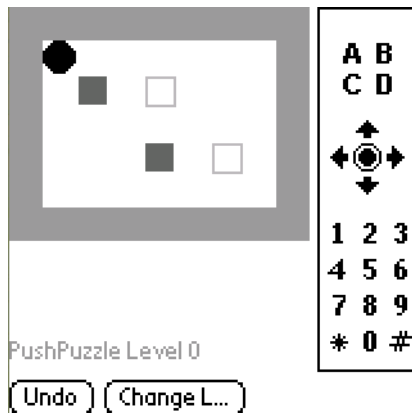 A B
C D
1 2 3
4 5 6
7 8 9
* 0 #
PushPuzzle Level 0
Undo
Change L...